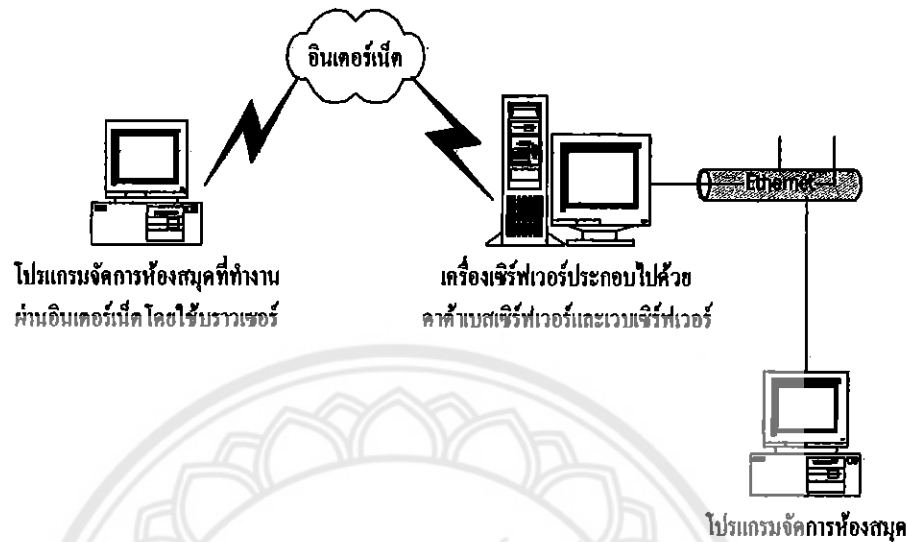 อินเตอร์เน็ต
Ethernet
โปรแกรมจัดการห้องสมุดที่ทำงาน
ผ่านอินเตอร์เน็ตโดยใช้บราวเซอร์
เครื่องเซิร์ฟเวอร์ประกอบไปด้วย
ดาต้าเบสเซิร์ฟเวอร์และเวบเซิร์ฟเวอร์
โปรแกรมจัดการห้องสมุด